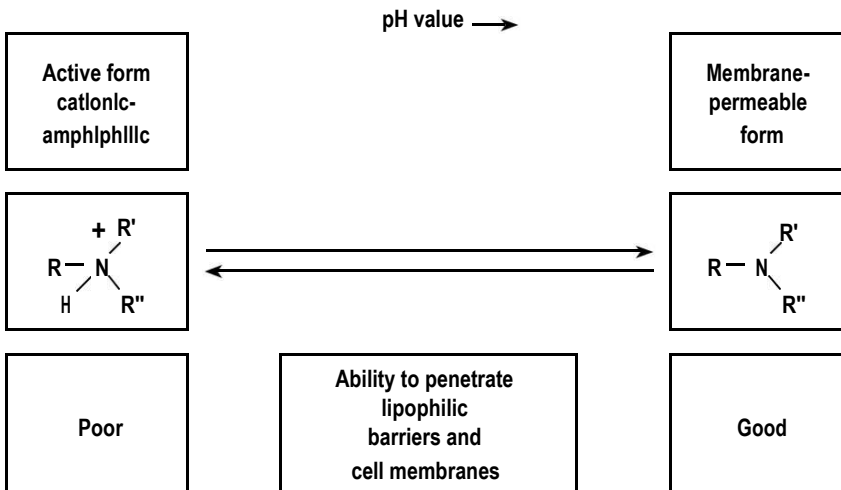 pH value
Active form
catlonlc-
amphlphlllc
Membrane-
permeable
form
+ R'
R N
H
R"
R'
R N
R"
Poor
Ability to penetrate
lipophilic
barriers and
cell membranes
Good